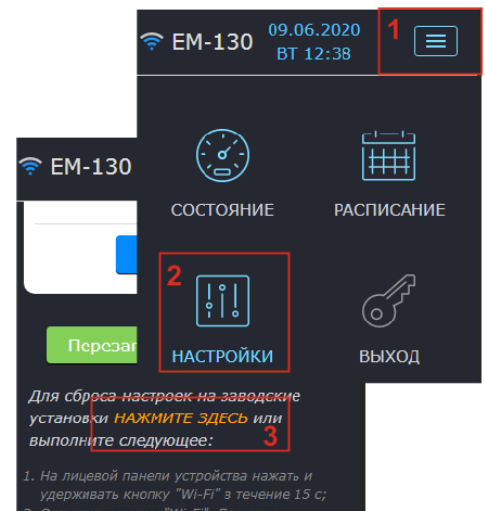 EM-130
09.06.2020
ВТ 12:38
1
СОСТОЯНИЕ
РАСПИСАНИЕ
2
НАСТРОЙКИ
ВЫХОД
EM-130
Для сброса настроек на заводские
установки НАЖМИТЕ ЗДЕСЬ или
выполните следующее:
3
1. На лицевой панели устройства нажать и
удерживать кнопку "Wi-Fi" в течение 15 с;